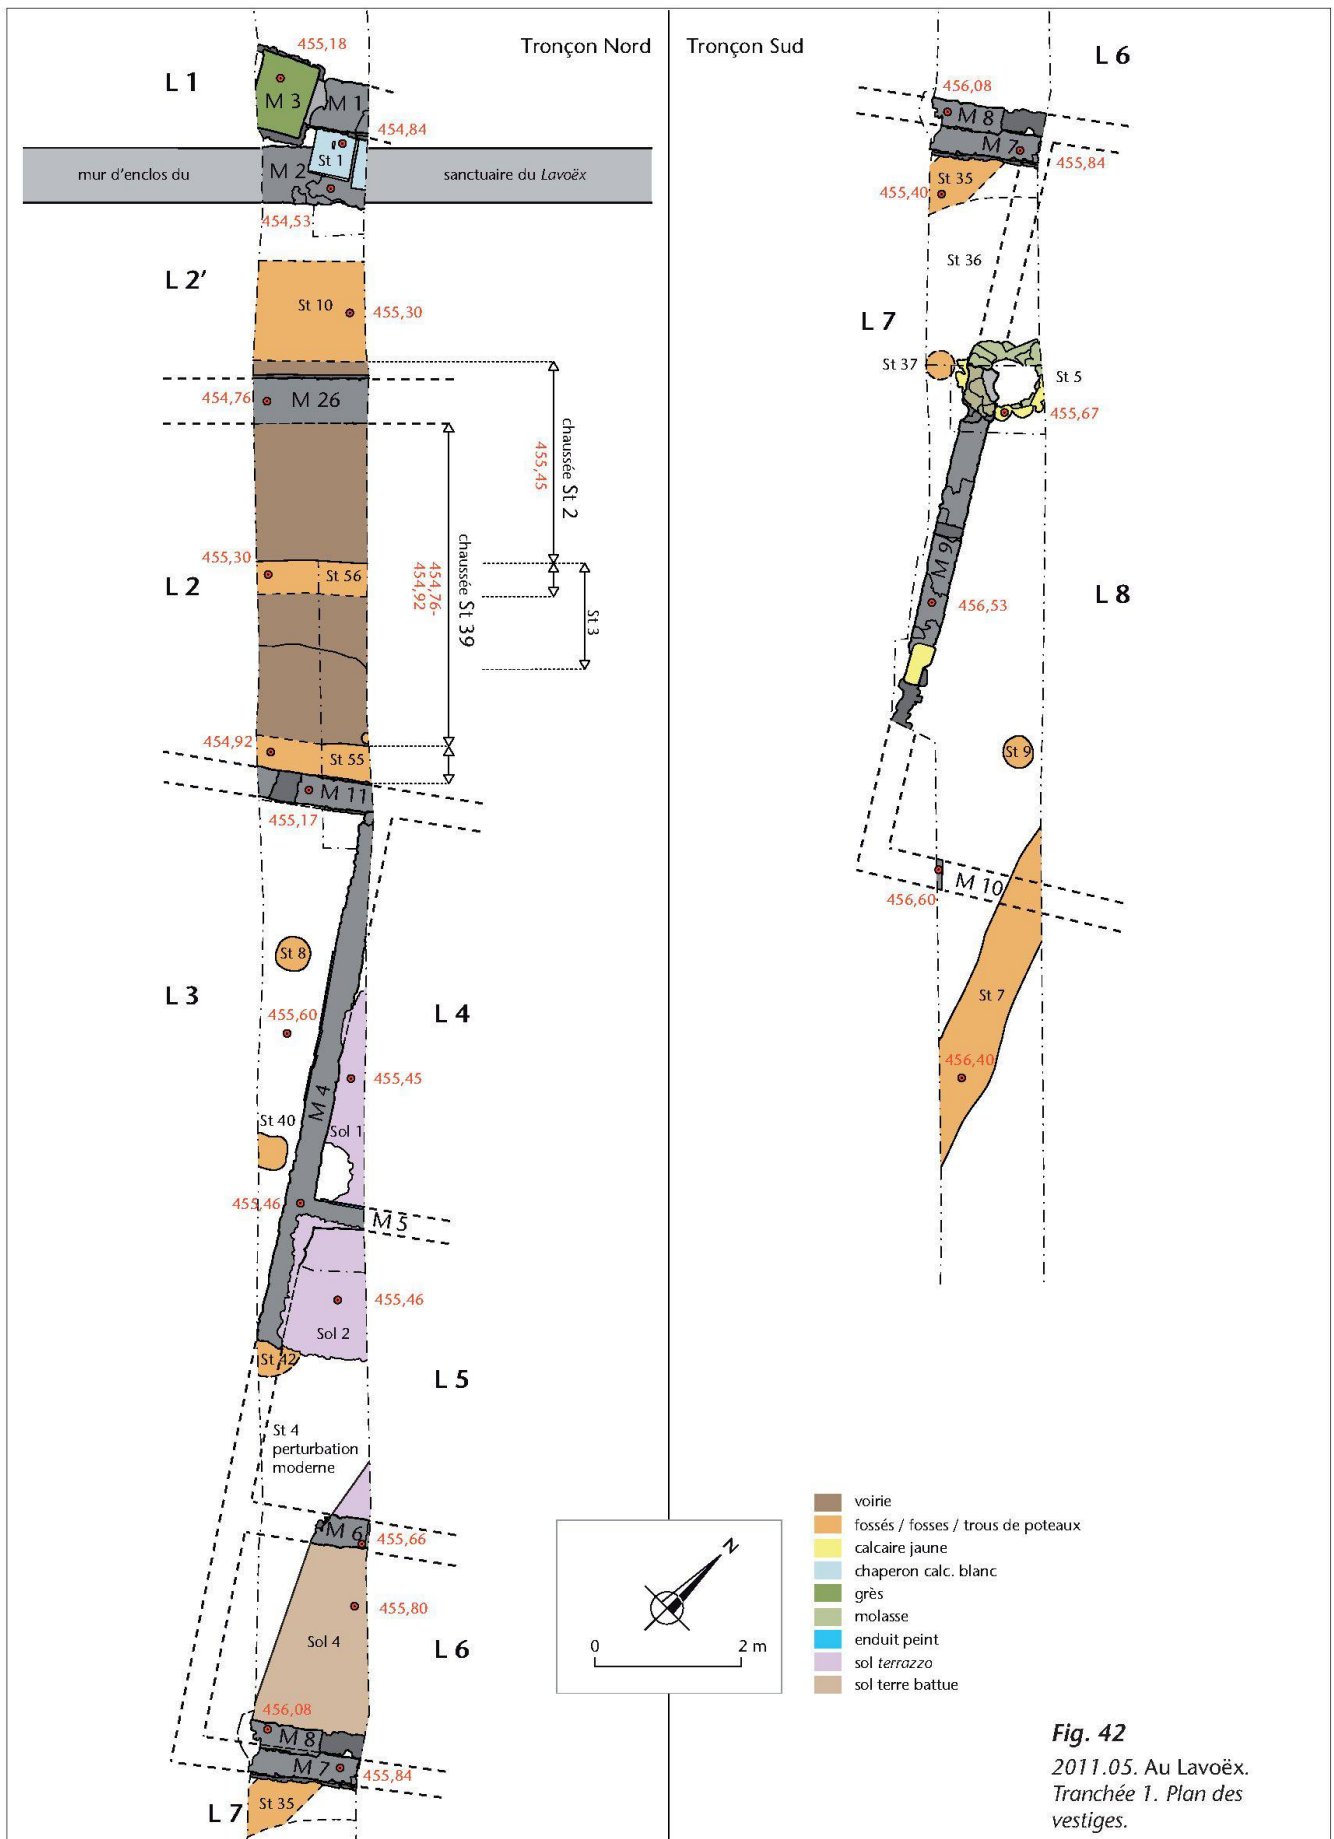 Tronçon Nord
455,18
L 1
M 3
M 1
454,84
St 1
mur d'enclos du
M 2
sanctuaire du Lavoëx
454,53
L 2'
St 10
455,30
454,76
M 26
chaussée St 2
455,45
455,30
St 56
L 2
chaussée St 39
454,76-
454,92
St 3
454,92
St 55
M 11
455,17
St 8
L 3
455,60
L 4
455,45
M 4
St 40
Sol 1
455,46
M 5
455,46
Sol 2
St 42
L 5
St 4
perturbation
moderne
M 6
455,66
455,80
Sol 4
L 6
456,08
M 8
M 7
455,84
St 35
L 7
Tronçon Sud
L 6
456,08
M 8
M 7
455,84
St 35
455,40
St 36
L 7
St 37
St 5
455,67
M 9
456,53
L 8
St 9
M 10
456,60
St 7
456,40
N
0 2 m
voirie
fossés / fosses / trous de poteaux
calcaire jaune
chaperon calc. blanc
grès
molasse
enduit peint
sol terrazzo
sol terre battue
Fig. 42
2011.05. Au Lavoëx.
Tranchée 1. Plan des
vestiges.